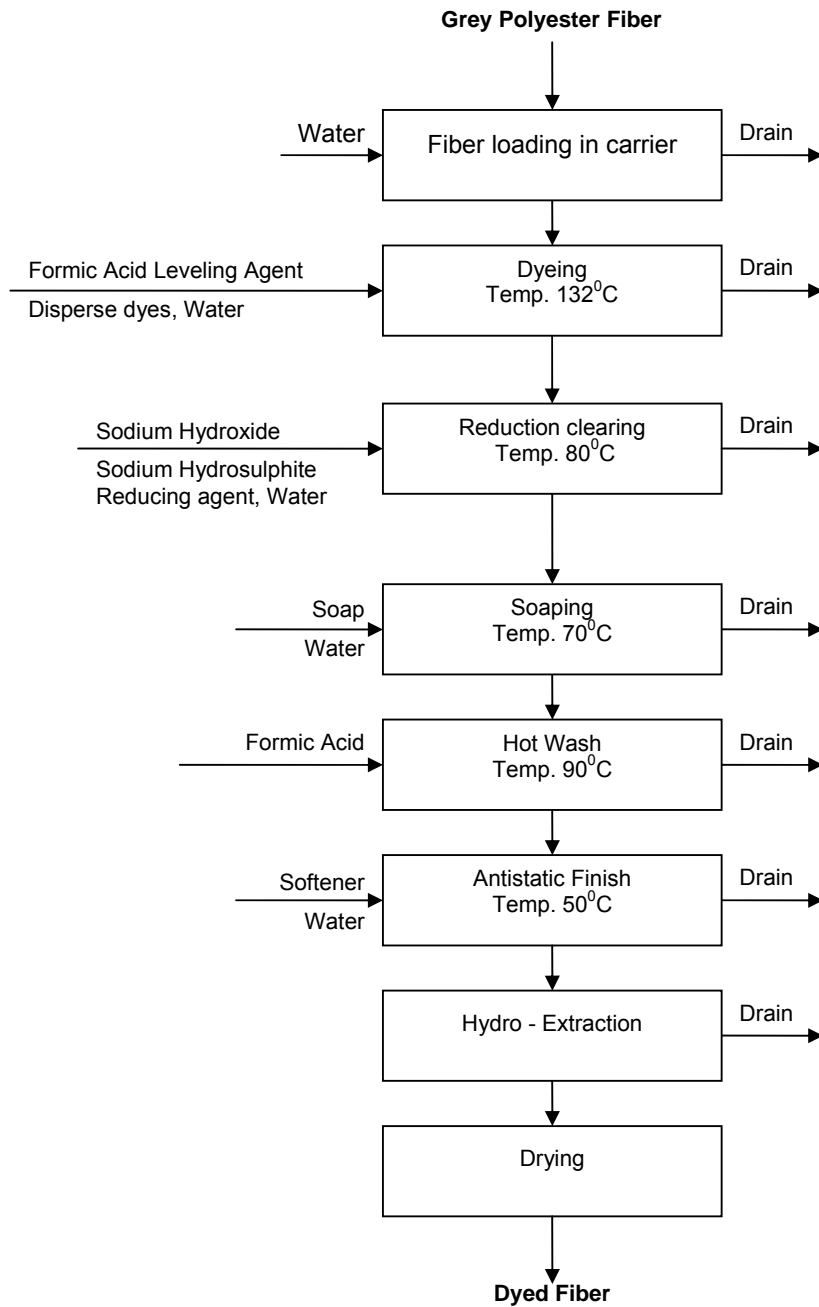 Grey Polyester Fiber
Water
Fiber loading in carrier
Drain
Formic Acid Leveling Agent
Disperse dyes, Water
Dyeing
Temp. 132⁰C
Drain
Sodium Hydroxide
Sodium Hydrosulphite
Reducing agent, Water
Reduction clearing
Temp. 80⁰C
Drain
Soap
Water
Soaping
Temp. 70⁰C
Drain
Formic Acid
Hot Wash
Temp. 90⁰C
Drain
Softener
Water
Antistatic Finish
Temp. 50⁰C
Drain
Hydro - Extraction
Drain
Drying
Dyed Fiber